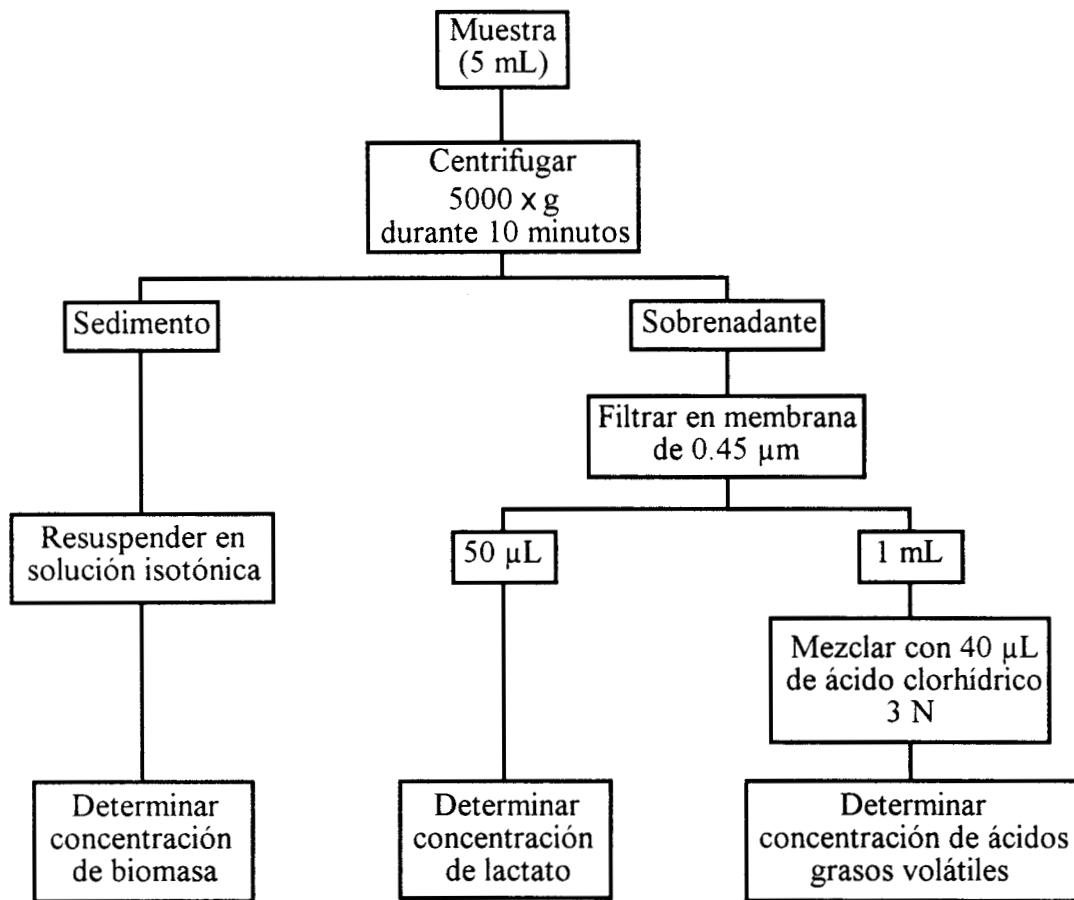 Muestra
(5 mL)
Centrifugar
5000 x g
durante 10 minutos
Sedimento
Sobrenadante
Filtrar en membrana
de 0.45 µm
Resuspender en
solución isotónica
50 µL
1 mL
Mezclar con 40 µL
de ácido clorhídrico
3 N
Determinar
concentración
de biomasa
Determinar
concentración
de lactato
Determinar
concentración de ácidos
grasos volátiles